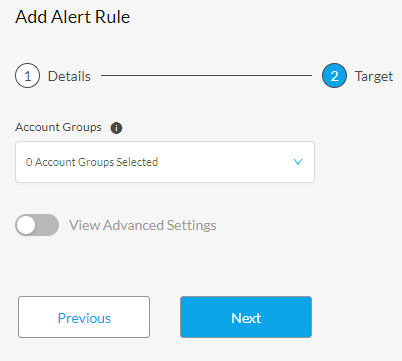 Add Alert Rule
1 Details 2 Target
Account Groups i
0 Account Groups Selected
View Advanced Settings
Previous Next